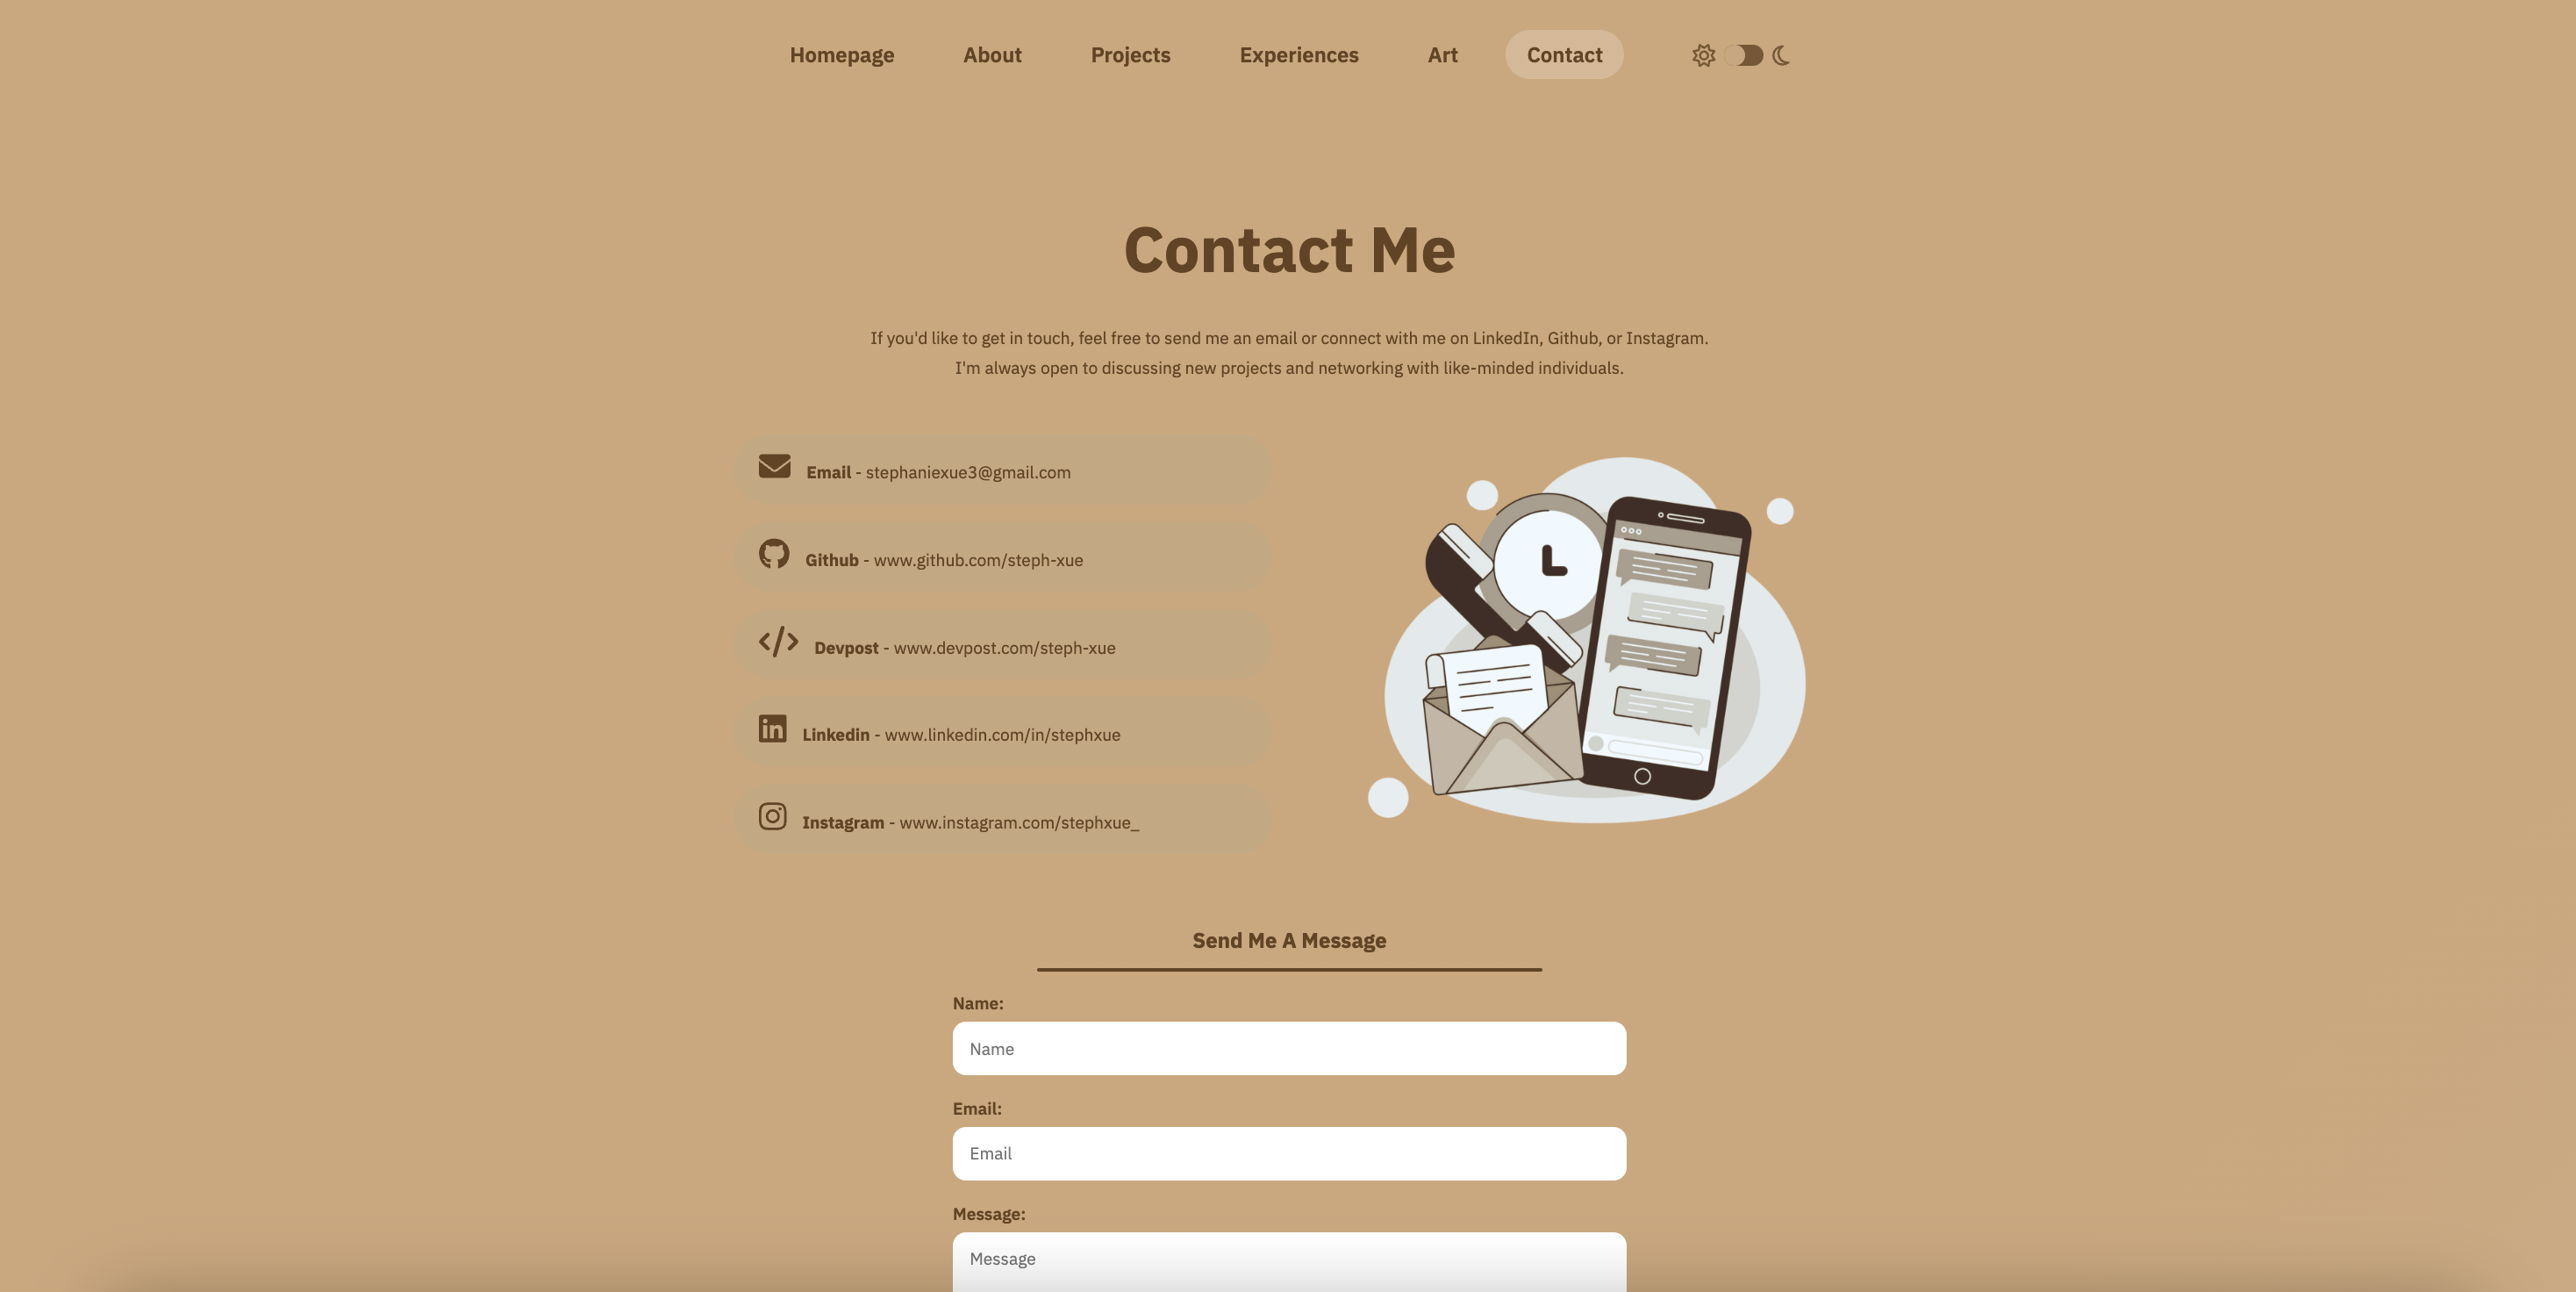 Homepage About Projects Experiences Art Contact
Contact Me
If you'd like to get in touch, feel free to send me an email or connect with me on LinkedIn, Github, or Instagram.
I'm always open to discussing new projects and networking with like-minded individuals.
Email - stephaniexue3@gmail.com
Github - www.github.com/steph-xue
Devpost - www.devpost.com/steph-xue
Linkedin - www.linkedin.com/in/stephxue
Instagram - www.instagram.com/stephxue_
Send Me A Message
Name:
Name
Email:
Email
Message:
Message